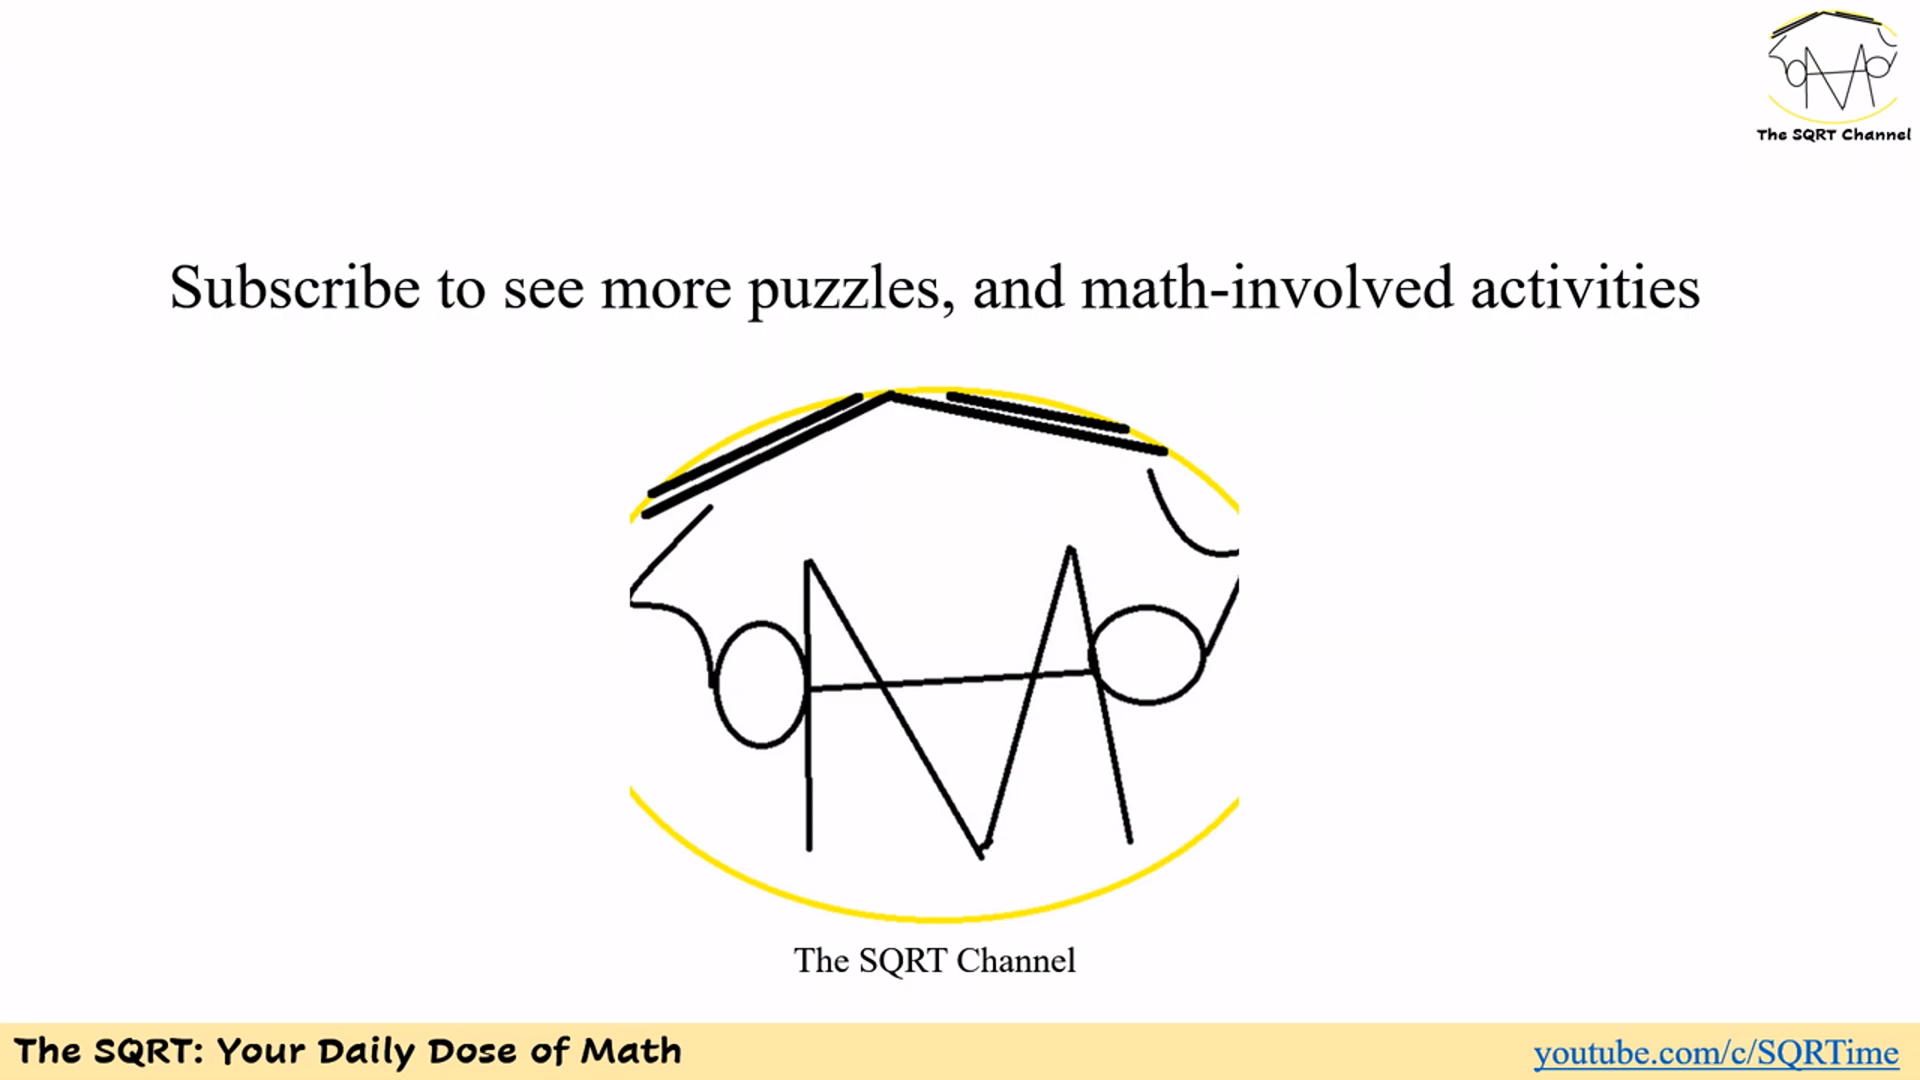 The SQRT Channel
Subscribe to see more puzzles, and math-involved activities
The SQRT Channel
The SQRT: Your Daily Dose of Math
youtube.com/c/SQRTime